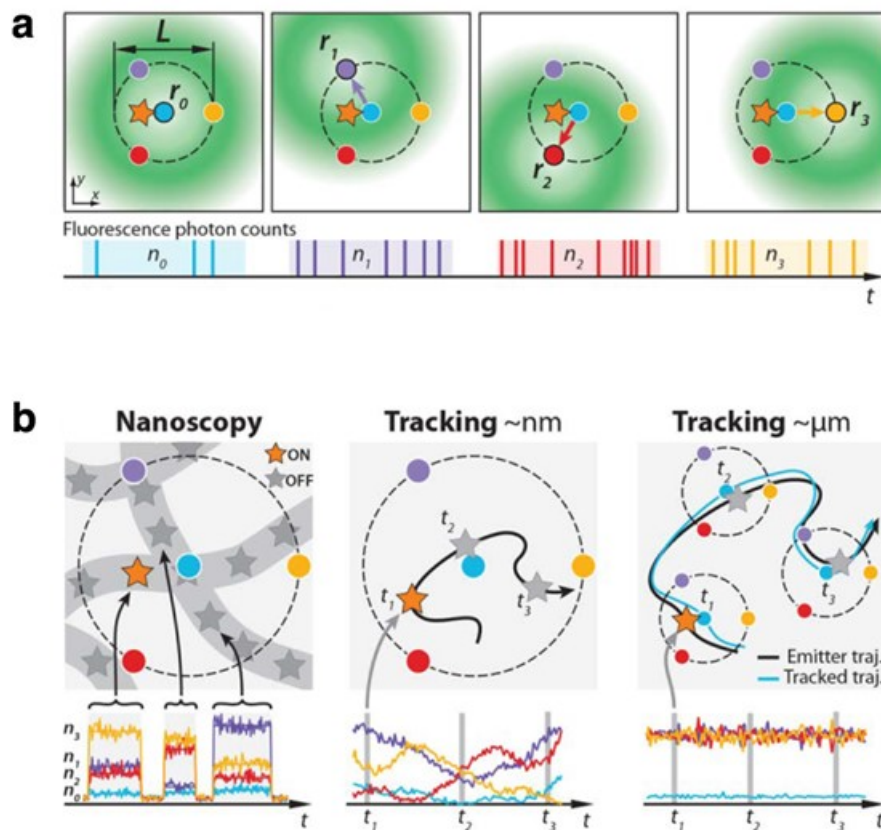 a
L
r₀
r₁
r₂
r₃
y
x
Fluorescence photon counts
n₀
n₁
n₂
n₃
t
b
Nanoscopy
Tracking ~nm
Tracking ~μm
ON
OFF
t₁
t₂
t₃
t₁
t₂
t₃
Emitter traj.
Tracked traj.
n₃
n₁
n₂
n₀
t
t₁
t₂
t₃
t
t₁
t₂
t₃
t